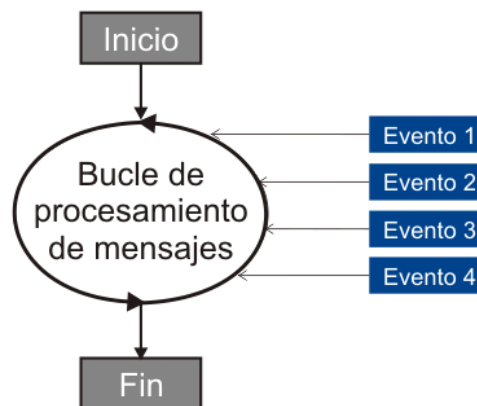 Inicio
Bucle de
procesamiento
de mensajes
Evento 1
Evento 2
Evento 3
Evento 4
Fin